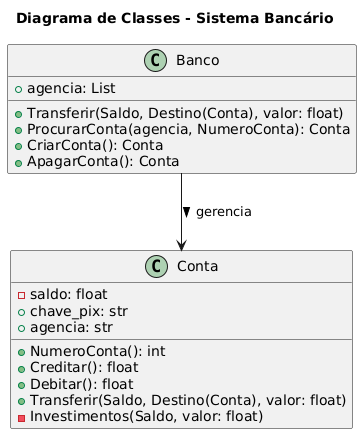 Diagrama de Classes - Sistema Bancário
C Banco
agencia: List
Transferir(Saldo, Destino(Conta), valor: float)
ProcurarConta(agencia, NumeroConta): Conta
CriarConta(): Conta
ApagarConta(): Conta
gerencia
C Conta
saldo: float
chave_pix: str
agencia: str
NumeroConta(): int
Creditar(): float
Debitar(): float
Transferir(Saldo, Destino(Conta), valor: float)
Investimentos(Saldo, valor: float)